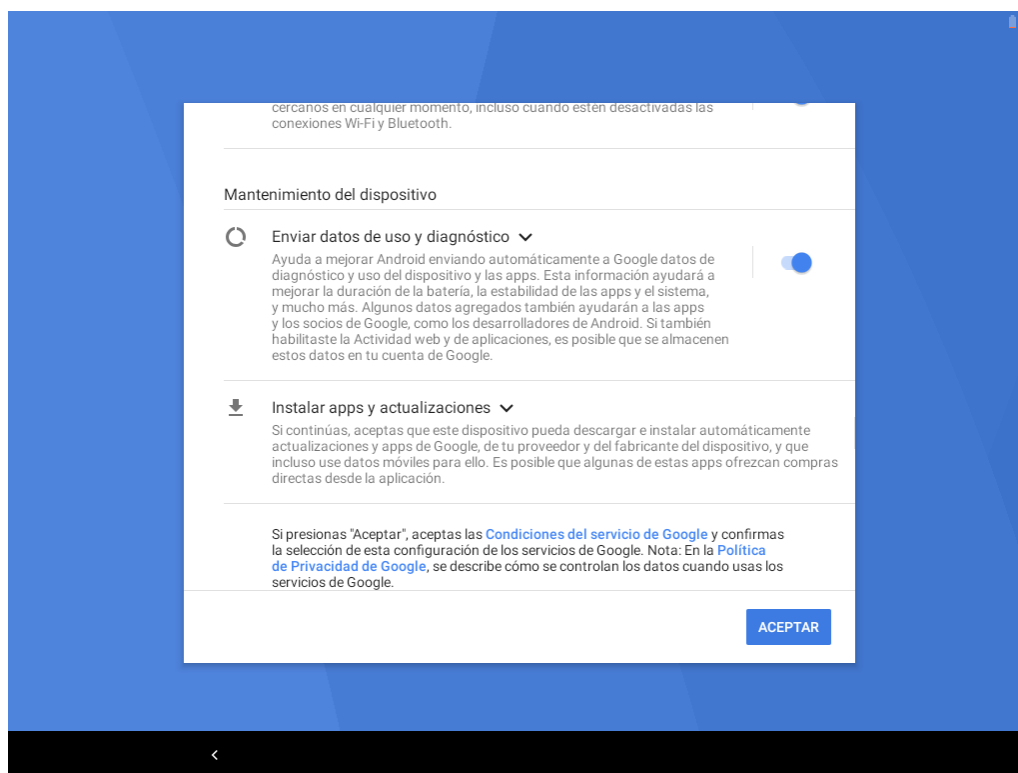 cercanos en cualquier momento, incluso cuando estén desactivadas las
conexiones Wi-Fi y Bluetooth.
Mantenimiento del dispositivo
Enviar datos de uso y diagnóstico
Ayuda a mejorar Android enviando automáticamente a Google datos de
diagnóstico y uso del dispositivo y las apps. Esta información ayudará a
mejorar la duración de la batería, la estabilidad de las apps y el sistema,
y mucho más. Algunos datos agregados también ayudarán a las apps
y los socios de Google, como los desarrolladores de Android. Si también
habilitaste la Actividad web y de aplicaciones, es posible que se almacenen
estos datos en tu cuenta de Google.
Instalar apps y actualizaciones
Si continúas, aceptas que este dispositivo pueda descargar e instalar automáticamente
actualizaciones y apps de Google, de tu proveedor y del fabricante del dispositivo, y que
incluso use datos móviles para ello. Es posible que algunas de estas apps ofrezcan compras
directas desde la aplicación.
Si presionas "Aceptar", aceptas las Condiciones del servicio de Google y confirmas
la selección de esta configuración de los servicios de Google. Nota: En la Política
de Privacidad de Google, se describe cómo se controlan los datos cuando usas los
servicios de Google.
ACEPTAR